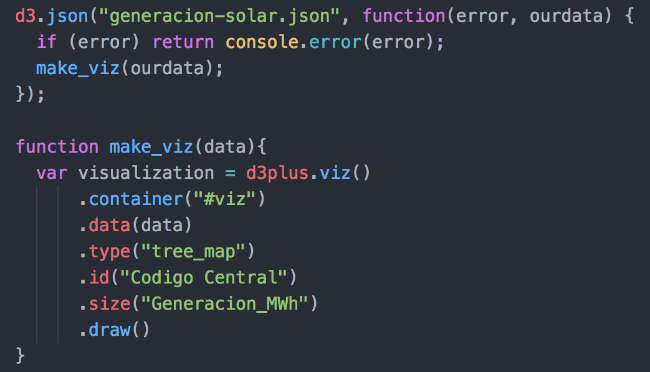 d3.json("generacion-solar.json", function(error, ourdata) {
  if (error) return console.error(error);
  make_viz(ourdata);
});

function make_viz(data){
  var visualization = d3plus.viz()
      .container("#viz")
      .data(data)
      .type("tree_map")
      .id("Codigo Central")
      .size("Generacion_MWh")
      .draw()
}